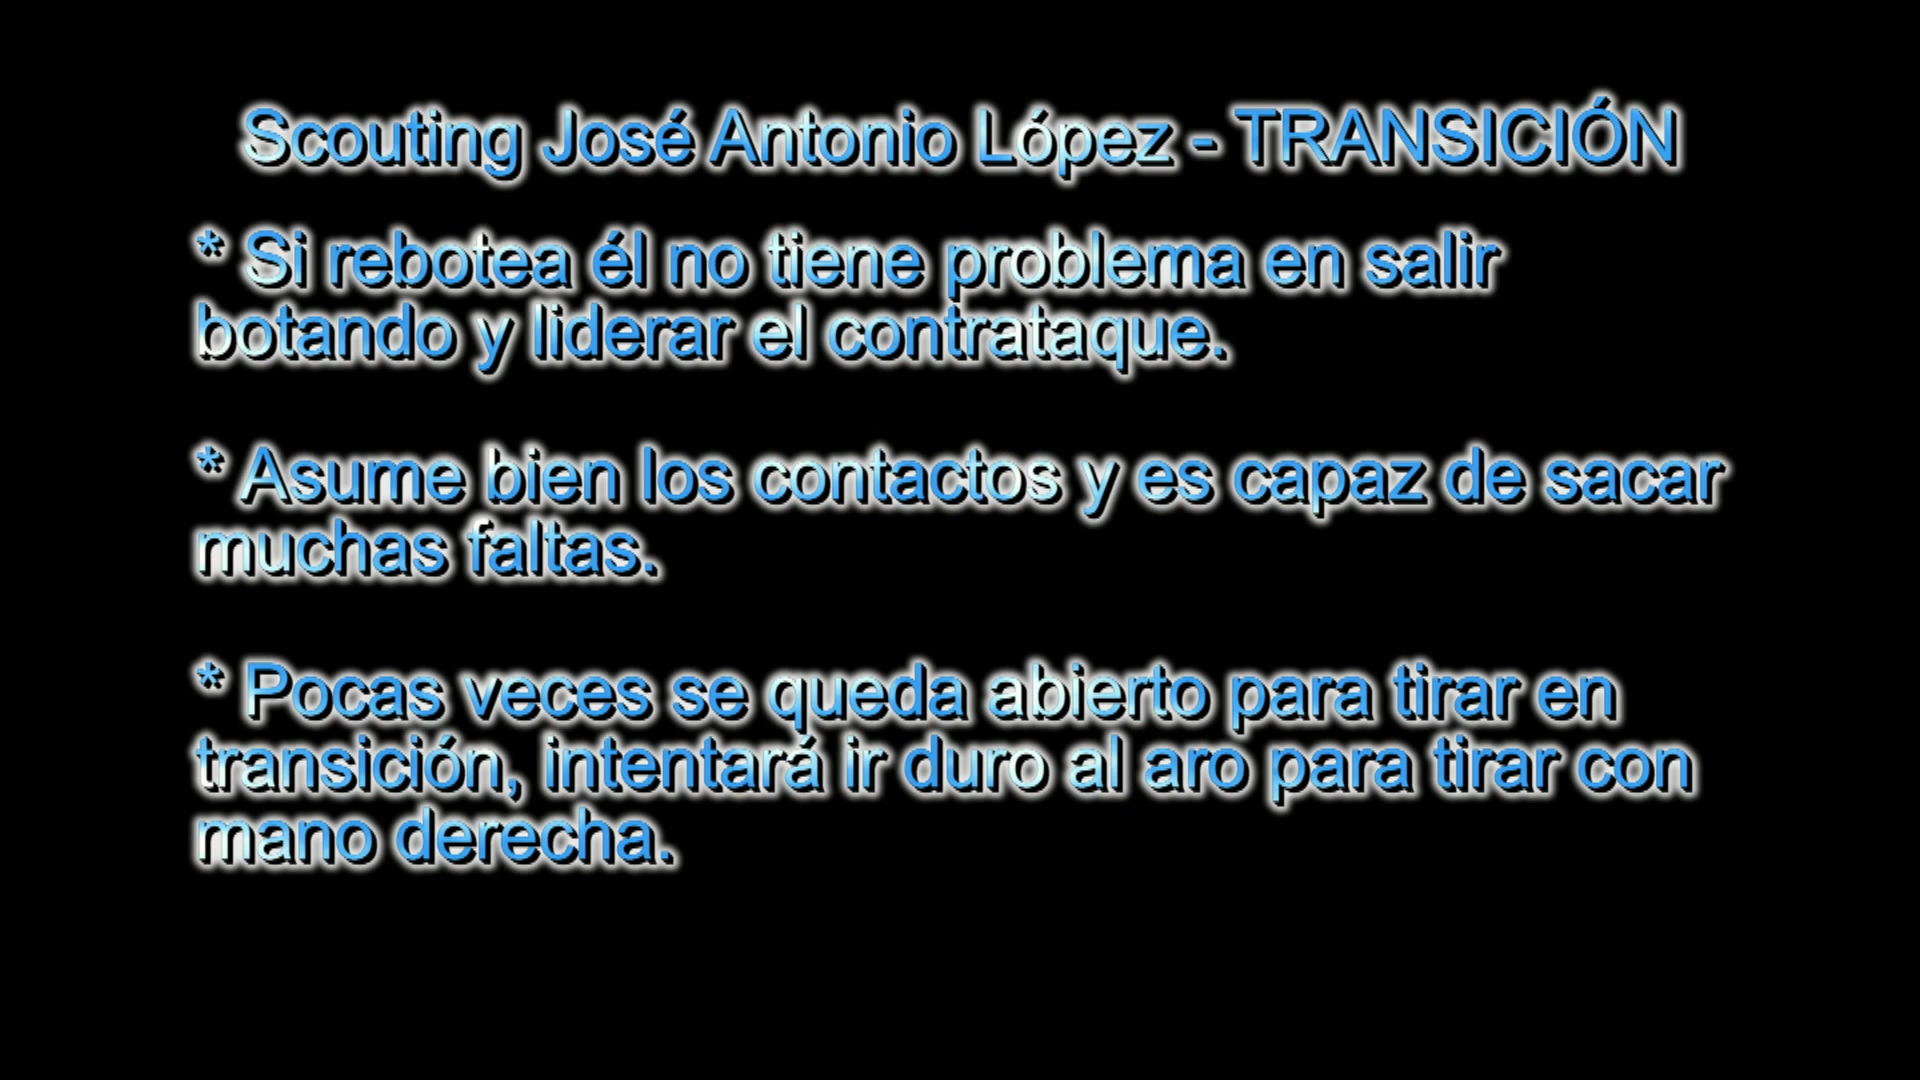 Scouting José Antonio López - TRANSICIÓN
* Si rebotea él no tiene problema en salir
botando y liderar el contrataque.
* Asume bien los contactos y es capaz de sacar
muchas faltas.
* Pocas veces se queda abierto para tirar en
transición, intentará ir duro al aro para tirar con
mano derecha.